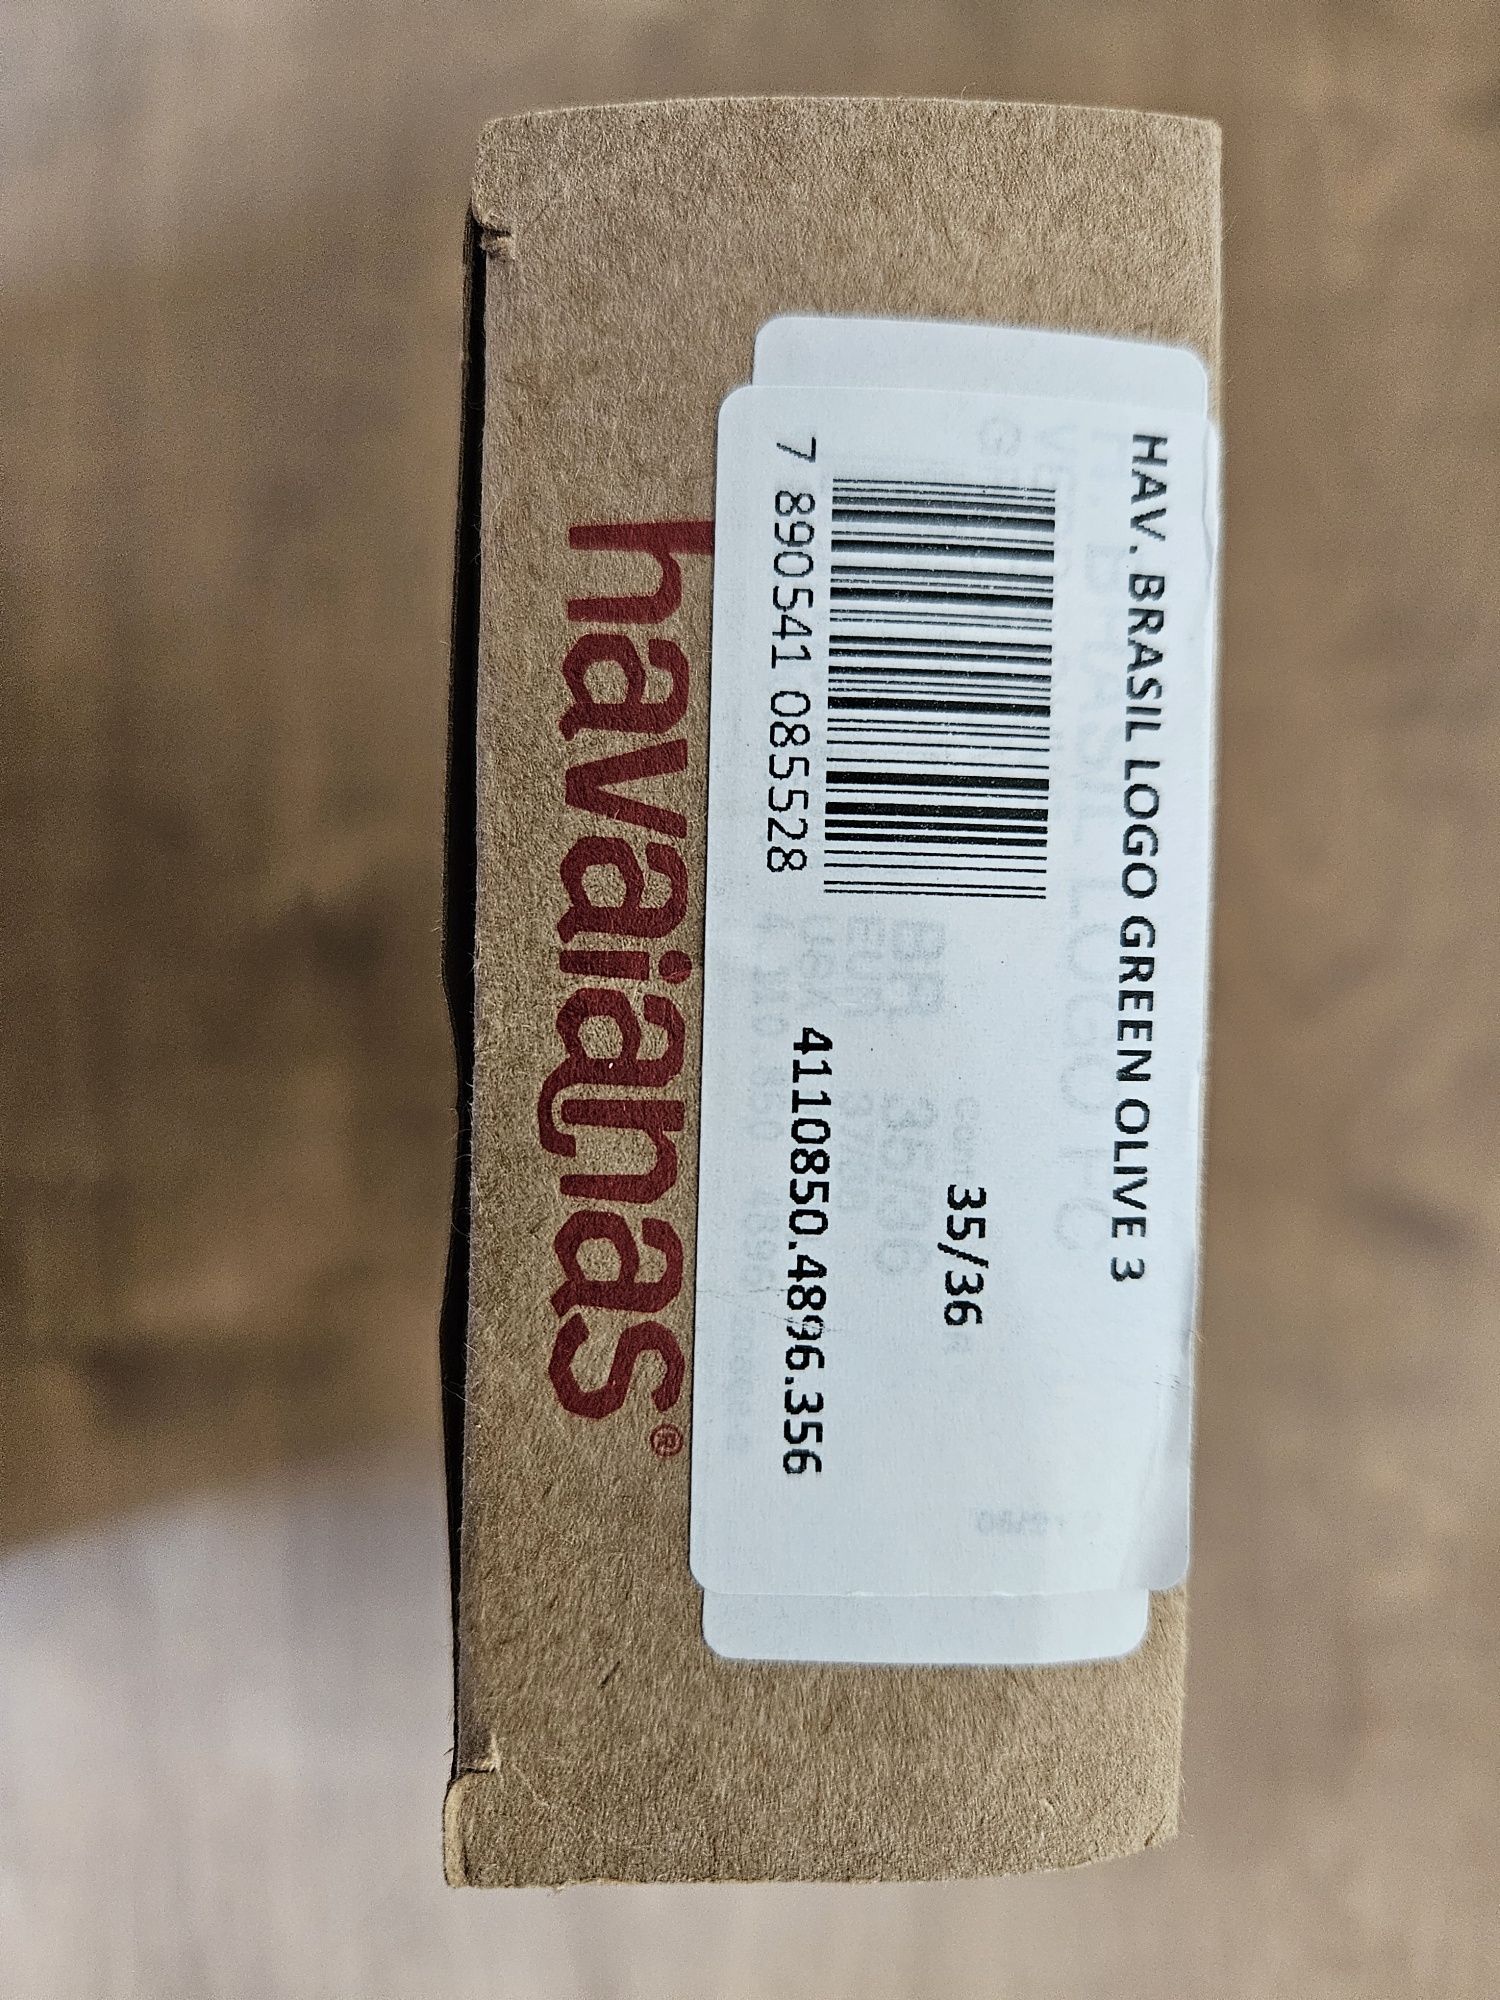 HAV. BRASIL LOGO GREEN OLIVE 3
35/36
7 890541 085528
4110850.4896.356
havaianas®